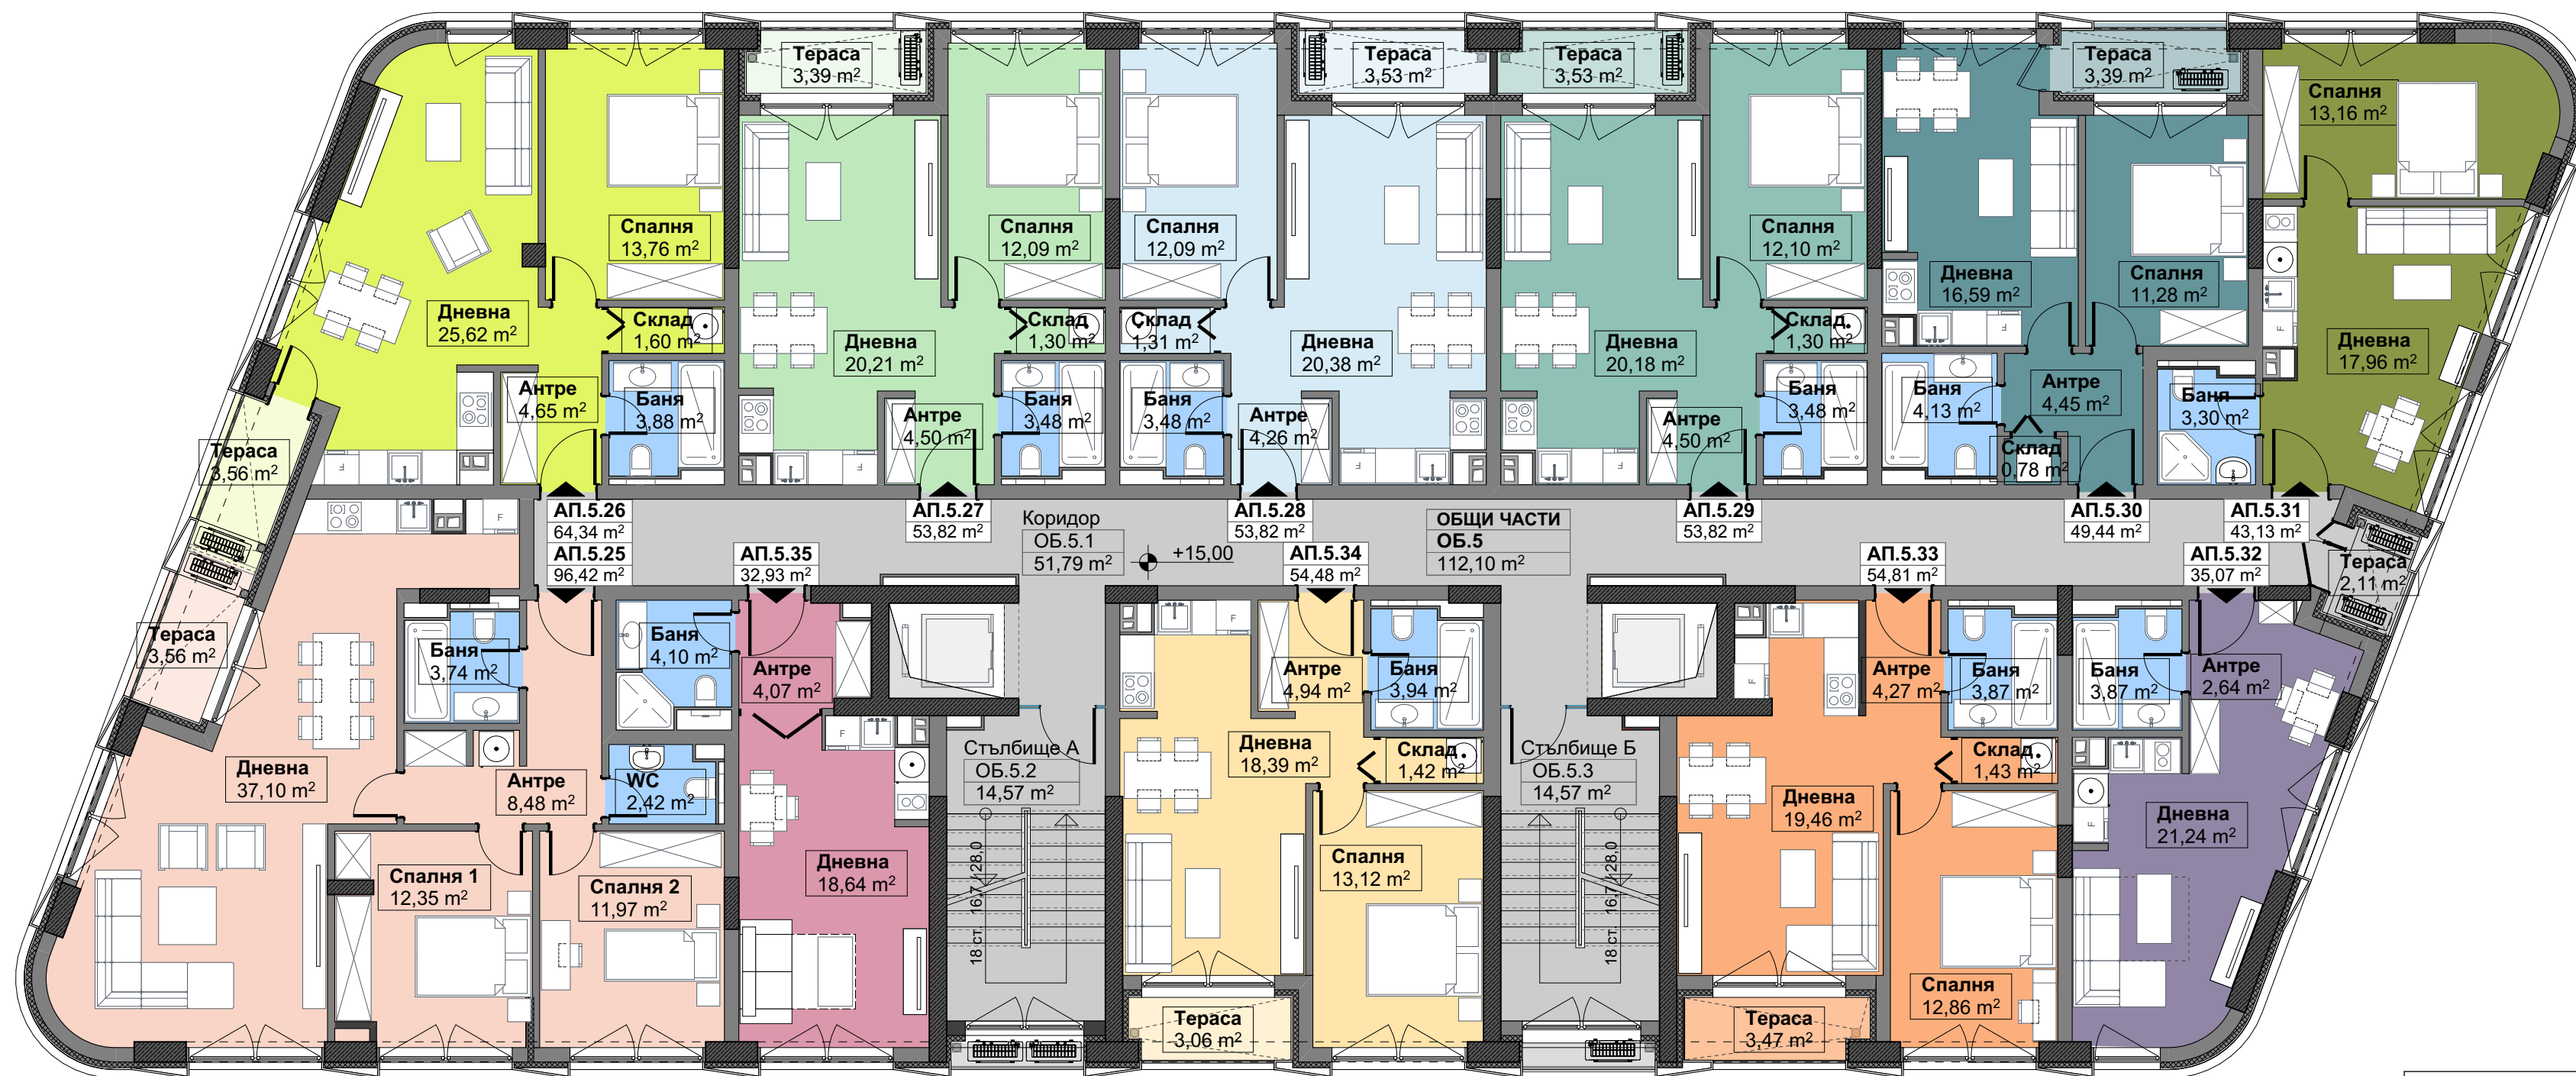 Тераса
3,39 m²
Тераса
3,53 m²
Тераса
3,53 m²
Тераса
3,39 m²
Спалня
13,16 m²
Спалня
13,76 m²
Спалня
12,09 m²
Спалня
12,09 m²
Спалня
12,10 m²
Дневна
16,59 m²
Спалня
11,28 m²
Дневна
25,62 m²
Склад
1,60 m²
Дневна
20,21 m²
Склад
1,30 m²
Склад
1,31 m²
Дневна
20,38 m²
Дневна
20,18 m²
Склад
1,30 m²
Дневна
17,96 m²
Антре
4,65 m²
Баня
3,88 m²
Антре
4,50 m²
Баня
3,48 m²
Баня
3,48 m²
Антре
4,26 m²
Антре
4,50 m²
Баня
3,48 m²
Баня
4,13 m²
Антре
4,45 m²
Баня
3,30 m²
Склад
0,78 m²
Тераса
3,56 m²
АП.5.26
64,34 m²
АП.5.25
96,42 m²
АП.5.35
32,93 m²
АП.5.27
53,82 m²
Коридор
ОБ.5.1
51,79 m²
+15,00
АП.5.28
53,82 m²
АП.5.34
54,48 m²
ОБЩИ ЧАСТИ
ОБ.5
112,10 m²
АП.5.29
53,82 m²
АП.5.33
54,81 m²
АП.5.30
49,44 m²
АП.5.31
43,13 m²
АП.5.32
35,07 m²
Тераса
2,11 m²
Тераса
3,56 m²
Баня
3,74 m²
Баня
4,10 m²
Антре
4,07 m²
Антре
4,94 m²
Баня
3,94 m²
Антре
4,27 m²
Баня
3,87 m²
Баня
3,87 m²
Антре
2,64 m²
Дневна
37,10 m²
Антре
8,48 m²
WC
2,42 m²
Стълбище А
ОБ.5.2
14,57 m²
Дневна
18,39 m²
Склад
1,42 m²
Стълбище Б
ОБ.5.3
14,57 m²
Дневна
19,46 m²
Склад
1,43 m²
Дневна
21,24 m²
Спалня 1
12,35 m²
Спалня 2
11,97 m²
Дневна
18,64 m²
18 ст. 16,7 / 28,0
Спалня
13,12 m²
18 ст. 16,7 / 28,0
Спалня
12,86 m²
Тераса
3,06 m²
Тераса
3,47 m²
F
F
F
F
F
F
F
F
F
F
F
F